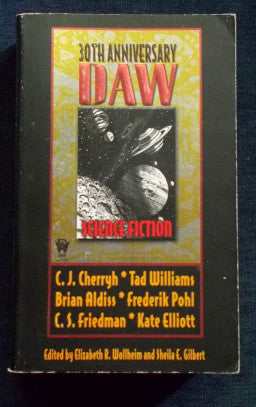 30TH ANNIVERSARY
DAW
SCIENCE FICTION
C. J. Cherryh * Tad Williams
Brian Aldiss * Frederik Pohl
C. S. Friedman * Kate Elliott
Edited by Elizabeth R. Wollheim and Sheila E. Gilbert